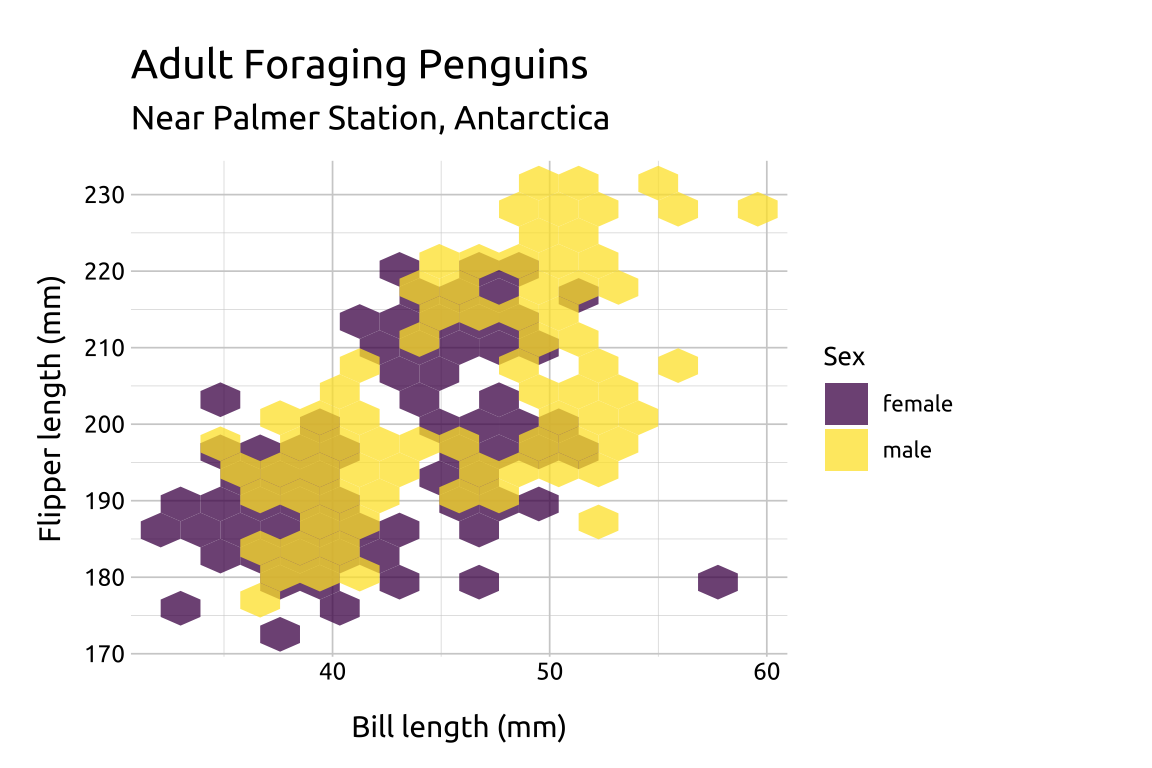 Adult Foraging Penguins
Near Palmer Station, Antarctica
Flipper length (mm)
230
220
210
200
190
180
170
40 50 60
Bill length (mm)
Sex
female
male